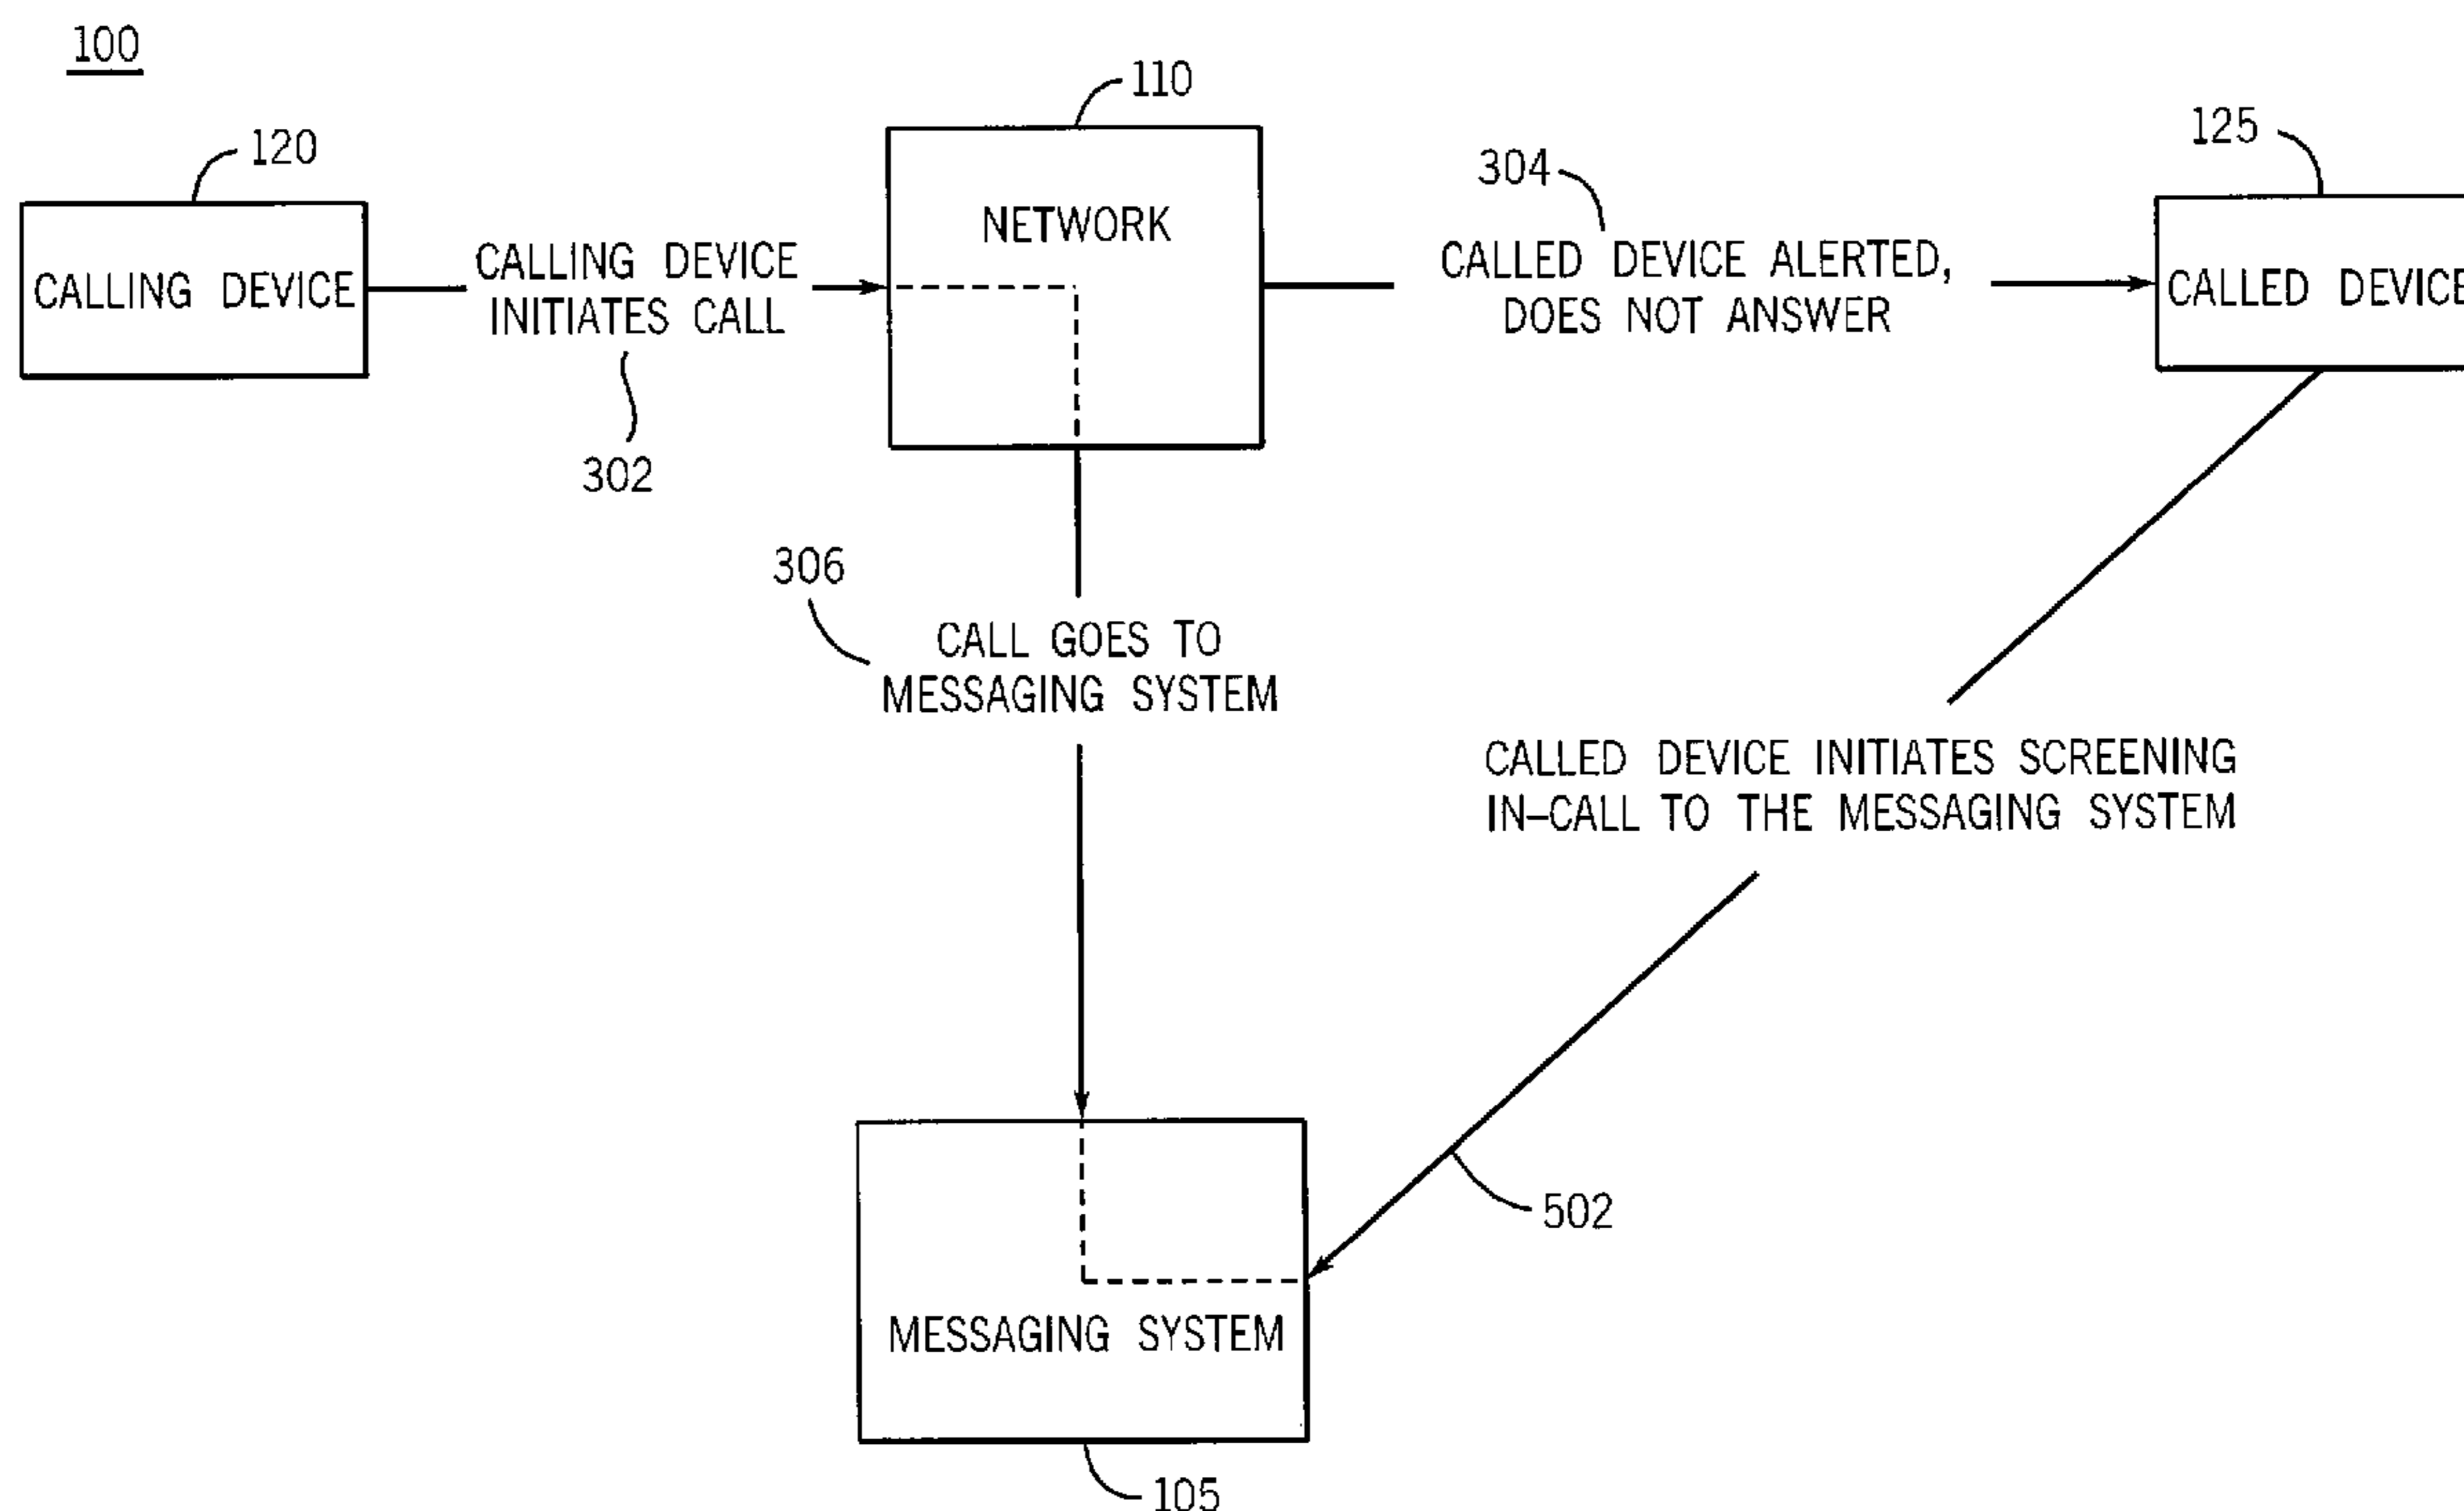 100
110
120
125
304
NETWORK
CALLING DEVICE
CALLING DEVICE
INITIATES CALL
CALLED DEVICE ALERTED,
DOES NOT ANSWER
CALLED DEVICE
302
306
CALL GOES TO
MESSAGING SYSTEM
CALLED DEVICE INITIATES SCREENING
IN-CALL TO THE MESSAGING SYSTEM
502
MESSAGING SYSTEM
105